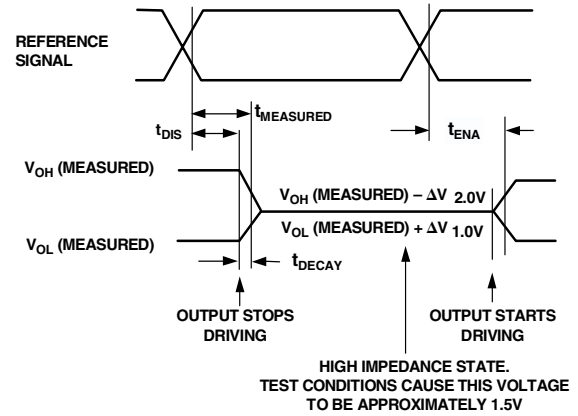 REFERENCE
SIGNAL
tMEASURED
tDIS
tENA
VOH (MEASURED)
VOH (MEASURED) – ΔV 2.0V
VOL (MEASURED) + ΔV 1.0V
VOL (MEASURED)
tDECAY
OUTPUT STOPS
DRIVING
OUTPUT STARTS
DRIVING
HIGH IMPEDANCE STATE.
TEST CONDITIONS CAUSE THIS VOLTAGE
TO BE APPROXIMATELY 1.5V